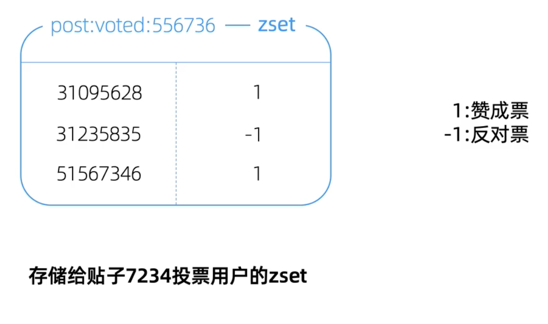 post:voted:556736 — zset
31095628 1
31235835 -1
51567346 1
1:赞成票
-1:反对票
存储给贴子7234投票用户的zset